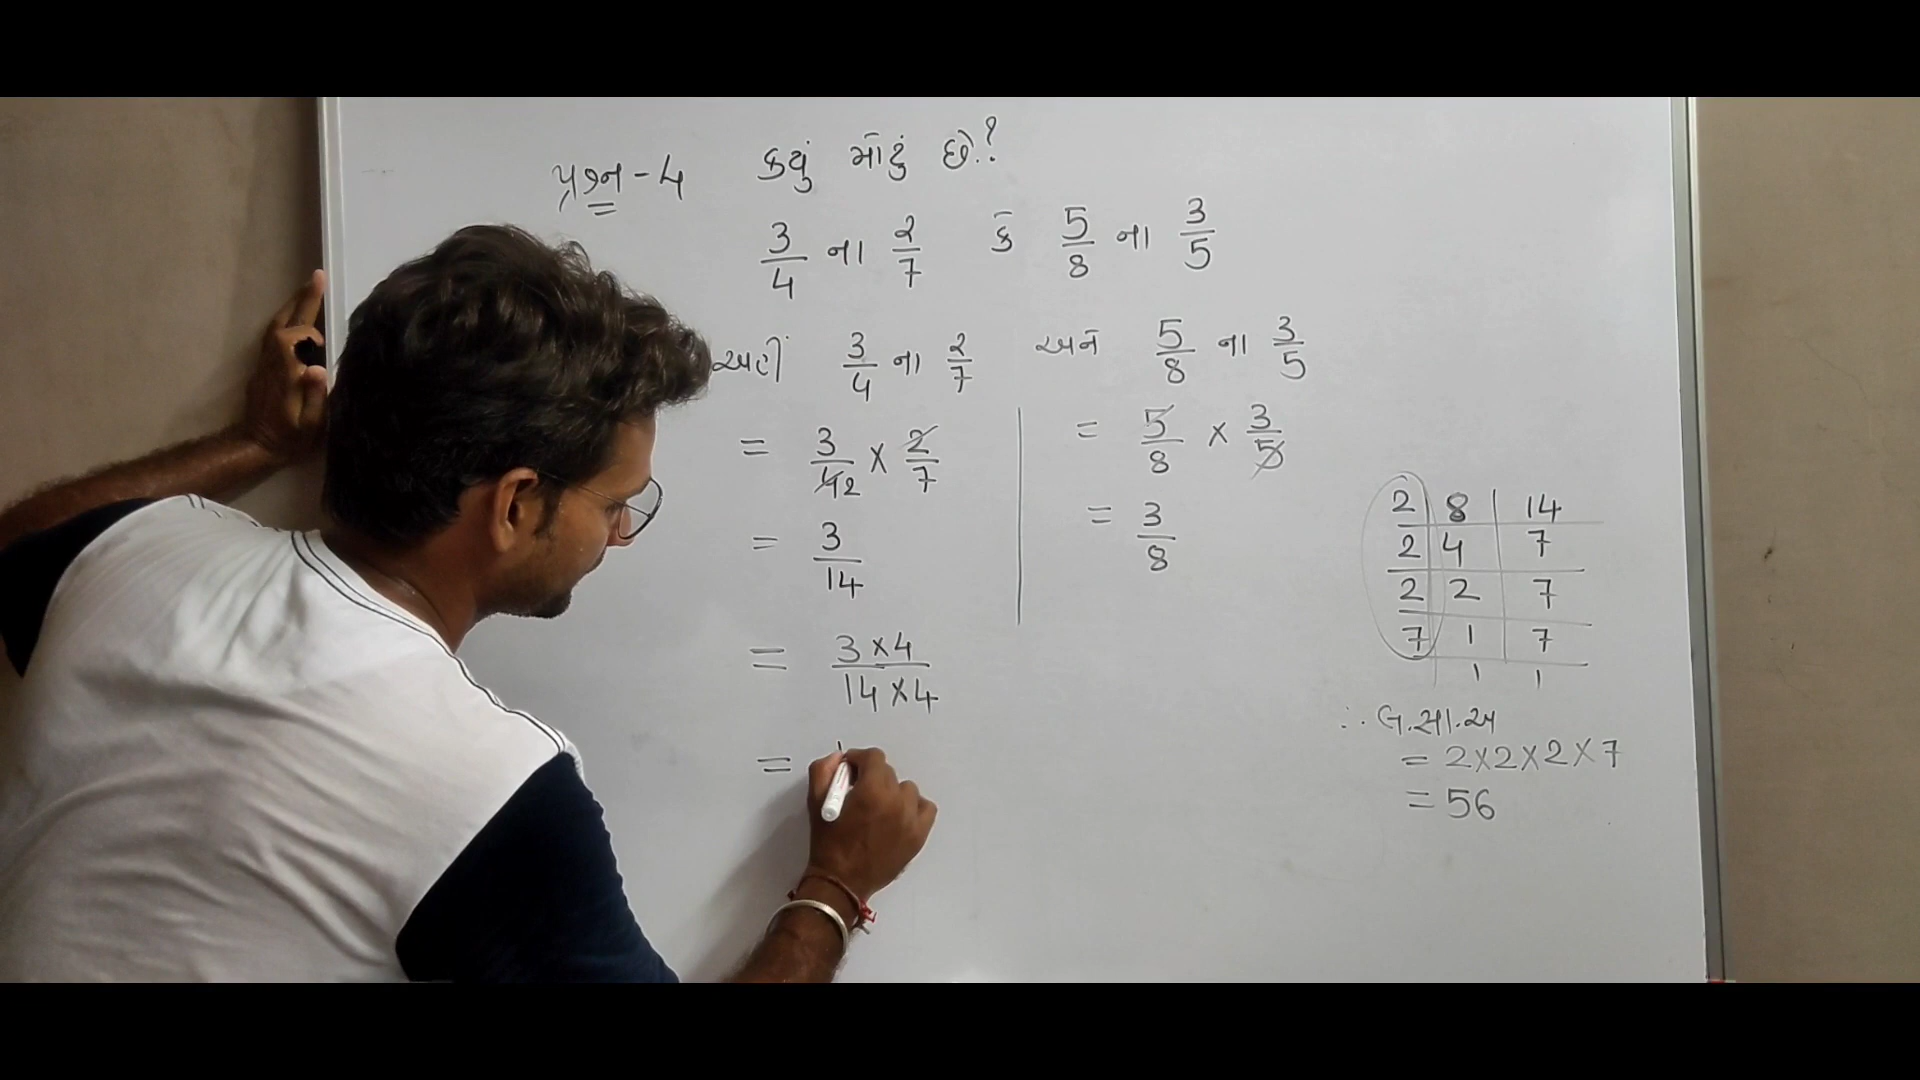 પ્રશ્ન - 4 કયું મોટું છે.?
3/4 ના 2/7 કે 5/8 ના 3/5
અહીં 3/4 ના 2/7 અને 5/8 ના 3/5
= 3/4 2 × 2/7 = 5/8 × 3/5
= 3/14 = 3/8
= 3×4/14×4
=
2 8 14
2 4 7
2 2 7
7 1 7
1 1
∴ લ.સા.અ
= 2×2×2×7
= 56